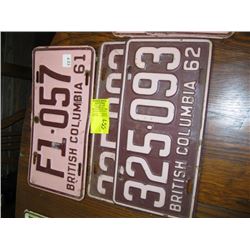 F1-057
BRITISH COLUMBIA 61
325-093
BRITISH COLUMBIA 62